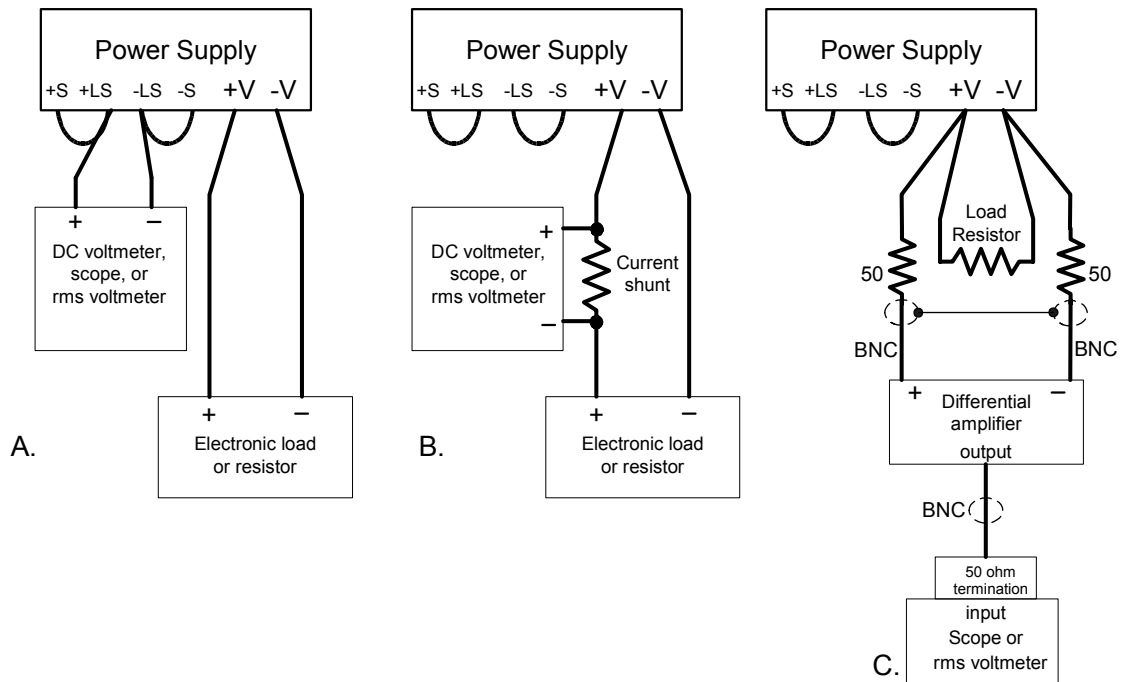 Power Supply
+S +LS -LS -S +V -V
+ −
DC voltmeter,
scope, or
rms voltmeter
+ −
Electronic load
or resistor
A.
Power Supply
+S +LS -LS -S +V -V
+
DC voltmeter,
scope, or
rms voltmeter
−
Current
shunt
+ −
Electronic load
or resistor
B.
Power Supply
+S +LS -LS -S +V -V
Load
Resistor
50 50
BNC BNC
+ −
Differential
amplifier
output
BNC
50 ohm
termination
input
Scope or
rms voltmeter
C.